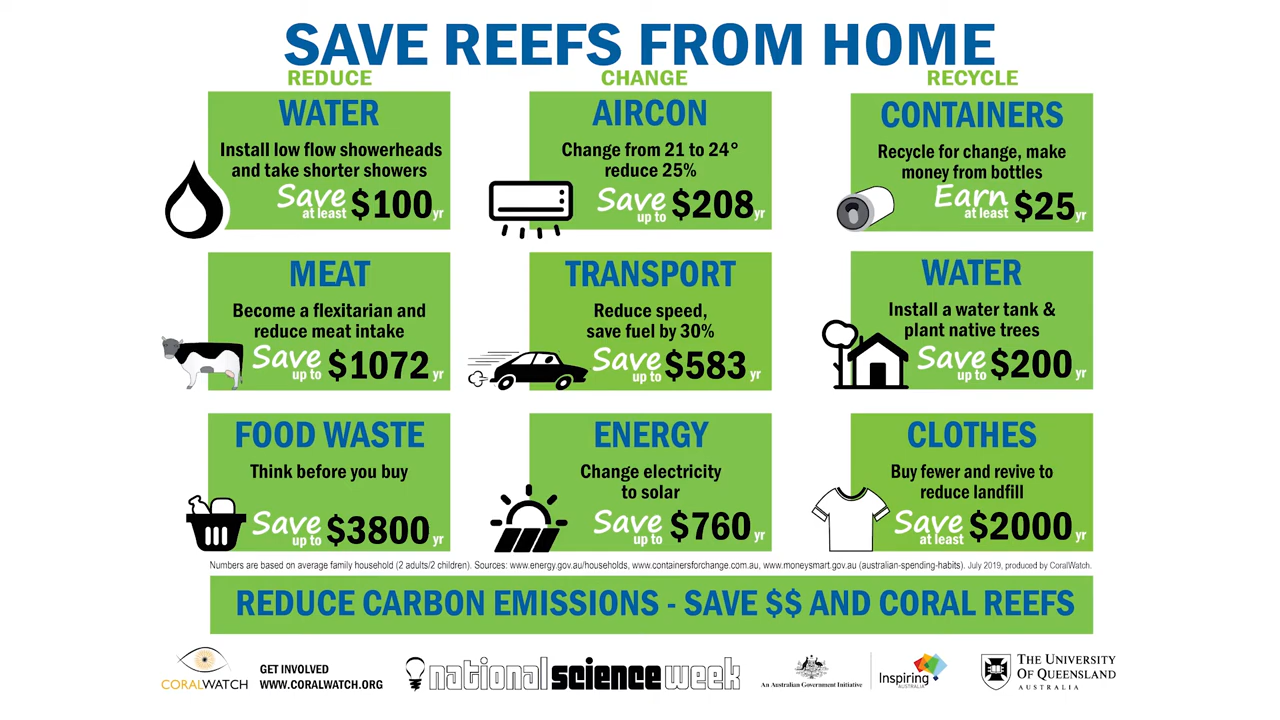 SAVE REEFS FROM HOME
REDUCE
WATER
Install low flow showerheads
and take shorter showers
Save at least $100 yr
MEAT
Become a flexitarian and
reduce meat intake
Save up to $1072 yr
FOOD WASTE
Think before you buy
Save up to $3800 yr
CHANGE
AIRCON
Change from 21 to 24°
reduce 25%
Save up to $208 yr
TRANSPORT
Reduce speed,
save fuel by 30%
Save up to $583 yr
ENERGY
Change electricity
to solar
Save up to $760 yr
RECYCLE
CONTAINERS
Recycle for change, make
money from bottles
Earn at least $25 yr
WATER
Install a water tank &
plant native trees
Save up to $200 yr
CLOTHES
Buy fewer and revive to
reduce landfill
Save at least $2000 yr
Numbers are based on average family household (2 adults/2 children). Sources: www.energy.gov.au/households, www.containersforchange.com.au, www.moneysmart.gov.au (australian-spending-habits). July 2019, produced by CoralWatch.
REDUCE CARBON EMISSIONS - SAVE $$ AND CORAL REEFS
CORALWATCH
GET INVOLVED
WWW.CORALWATCH.ORG
national science week
An Australian Government Initiative
Inspiring
AUSTRALIA
THE UNIVERSITY
OF QUEENSLAND
AUSTRALIA